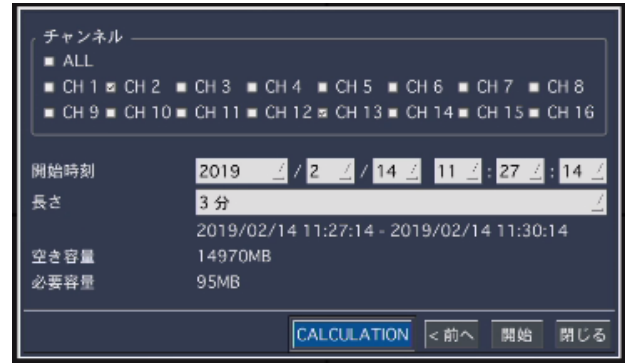 チャンネル
ALL
CH 1 CH 2 CH 3 CH 4 CH 5 CH 6 CH 7 CH 8
CH 9 CH 10 CH 11 CH 12 CH 13 CH 14 CH 15 CH 16
開始時刻 2019 / 2 / 14 11 : 27 : 14
長さ 3 分
2019/02/14 11:27:14 - 2019/02/14 11:30:14
空き容量 14970MB
必要容量 95MB
CALCULATION < 前へ 開始 閉じる